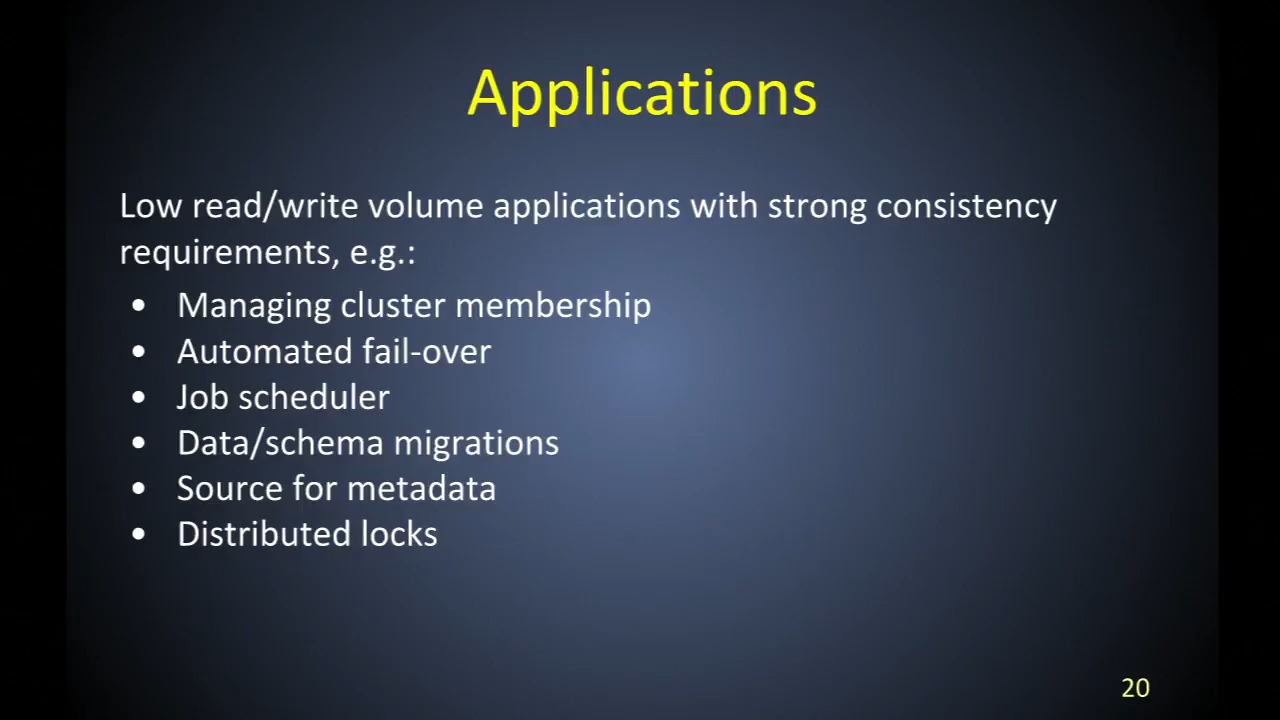 Applications
Low read/write volume applications with strong consistency
requirements, e.g.:
• Managing cluster membership
• Automated fail-over
• Job scheduler
• Data/schema migrations
• Source for metadata
• Distributed locks
20